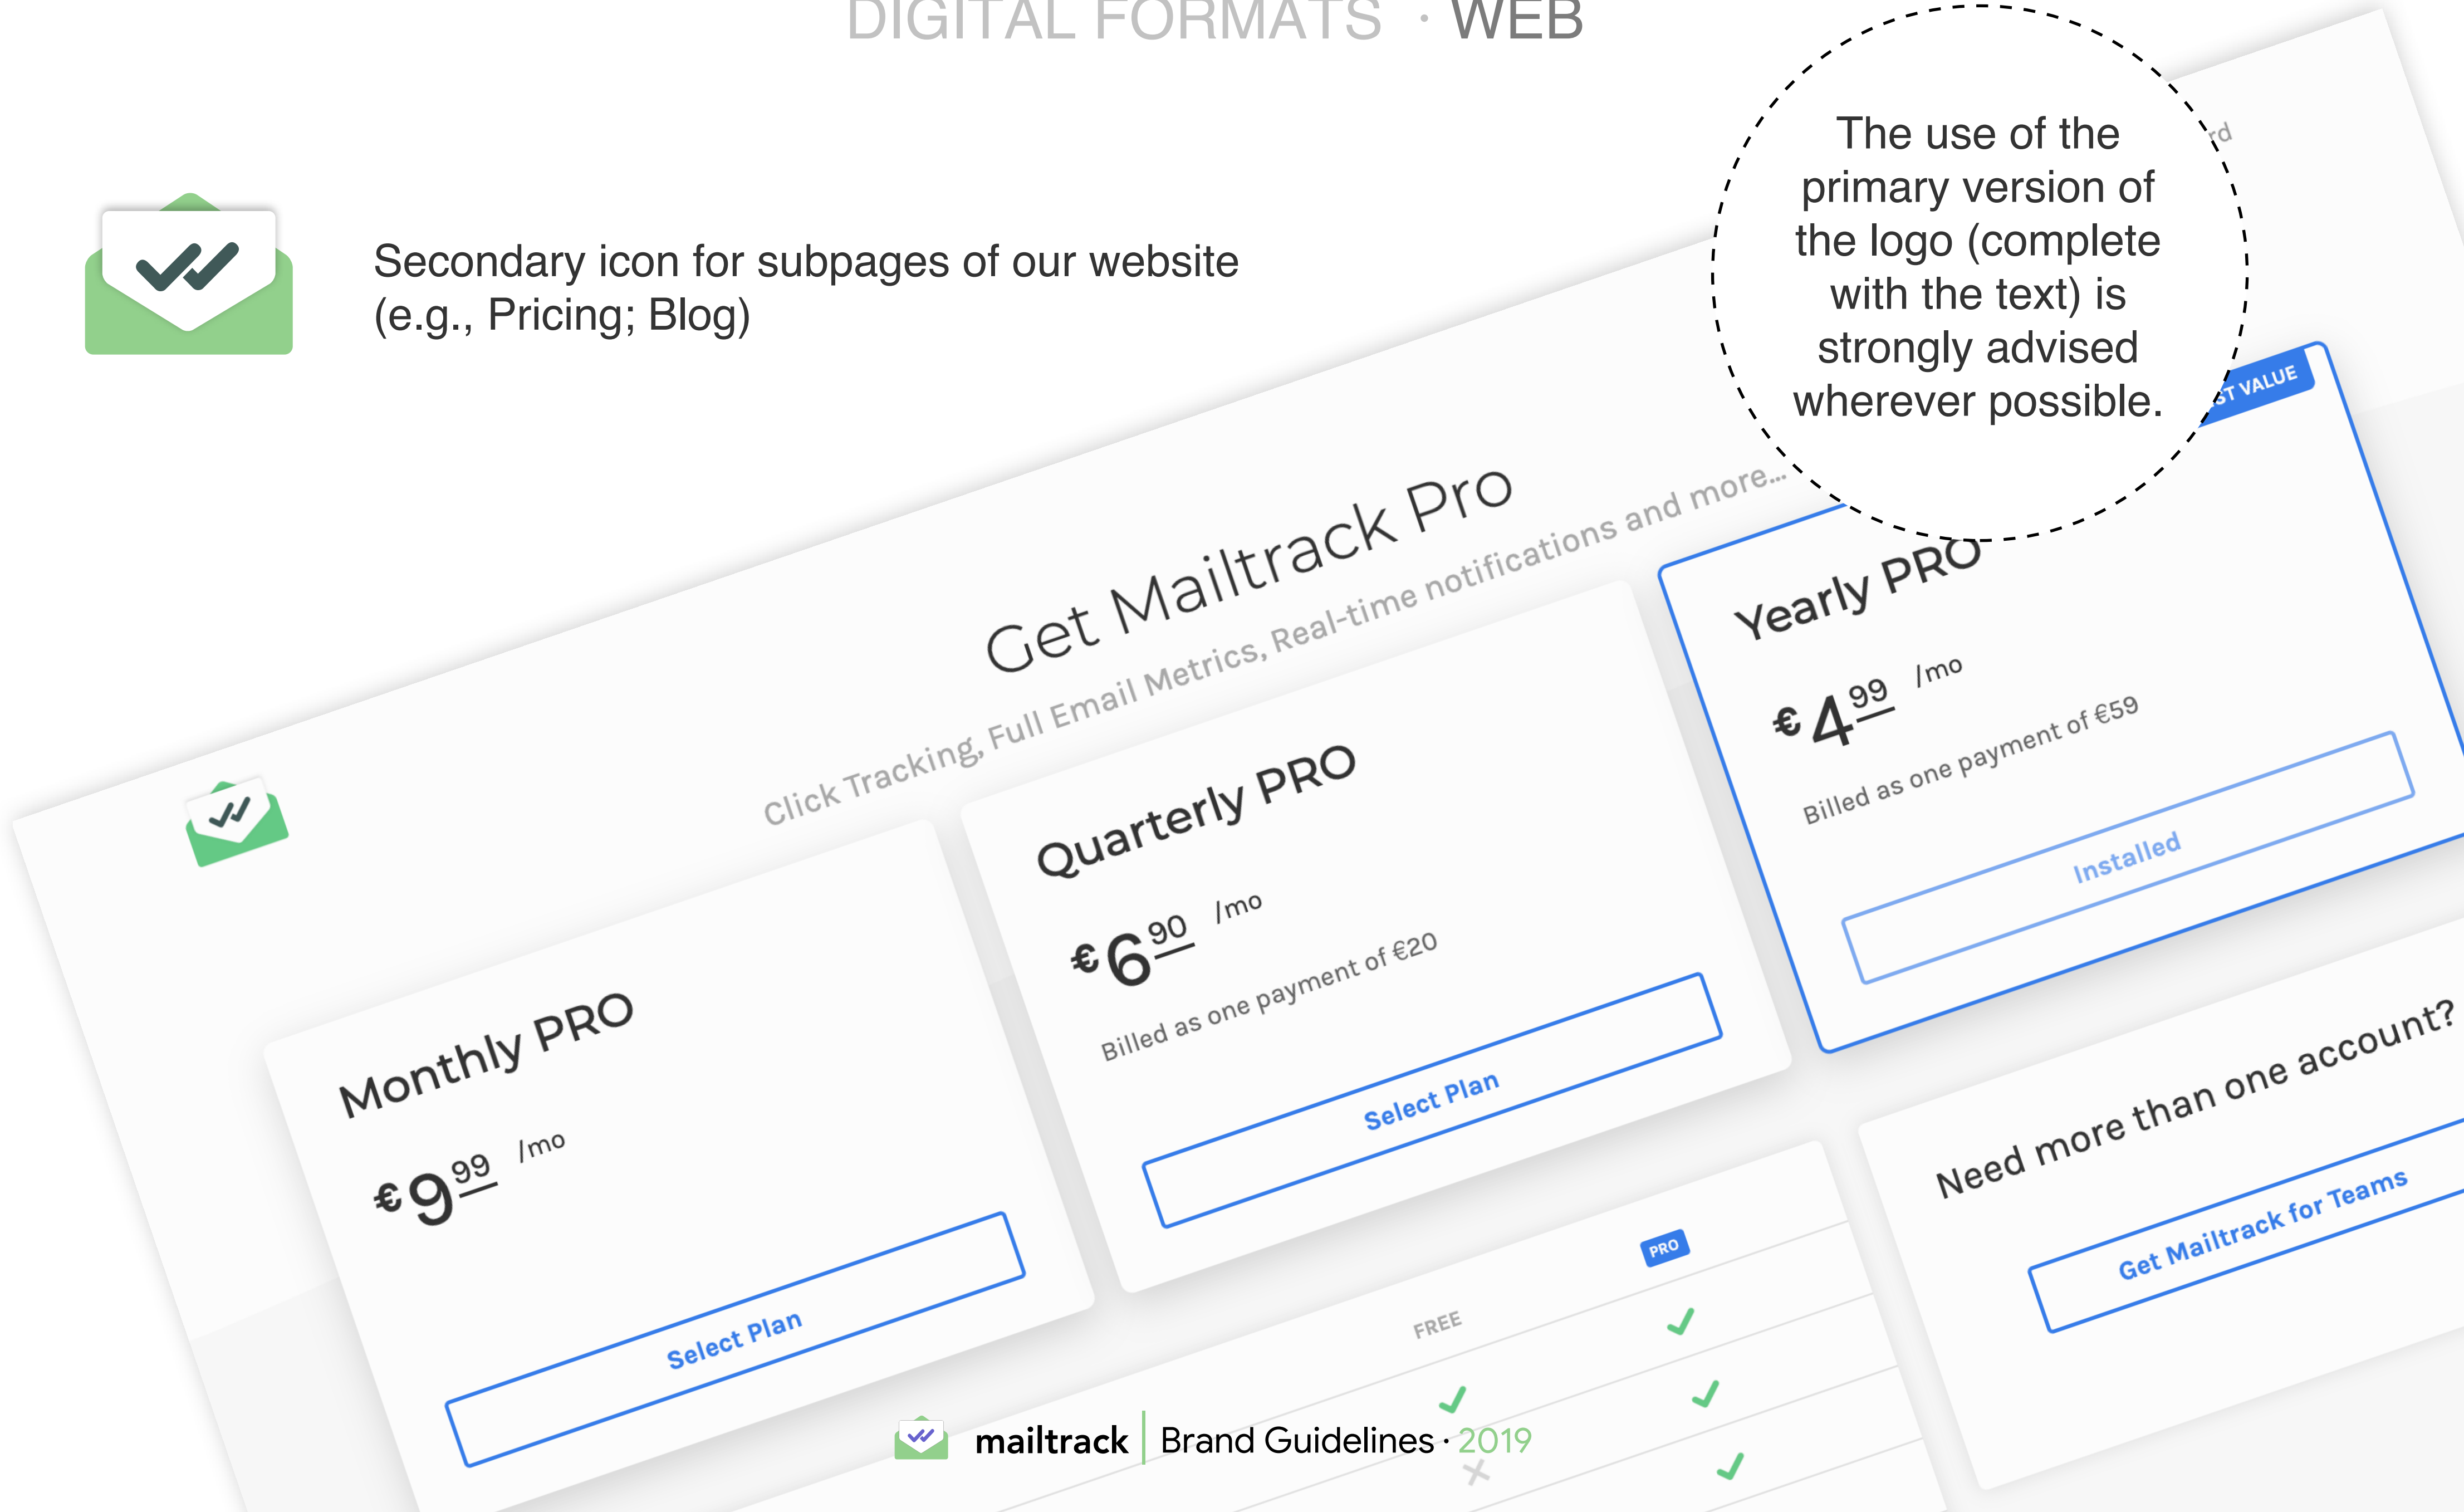 DIGITAL FORMATS · WEB
The use of the
primary version of
the logo (complete
with the text) is
strongly advised
wherever possible.
Secondary icon for subpages of our website
(e.g., Pricing; Blog)
Get Mailtrack Pro
Click Tracking, Full Email Metrics, Real-time notifications and more...
Monthly PRO
€9 99 /mo
Select Plan
Quarterly PRO
€6 90 /mo
Billed as one payment of €20
Select Plan
VALUE
Yearly PRO
€4 99 /mo
Billed as one payment of €59
Installed
Need more than one account?
Get Mailtrack for Teams
FREE
PRO
mailtrack | Brand Guidelines · 2019